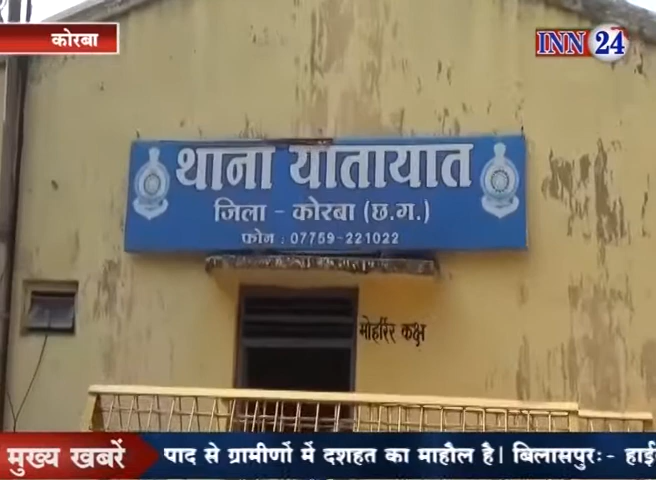 कोरबा
INN 24
थाना यातायात
जिला - कोरबा (छ.ग.)
फोन : 07759-221022
मोहर्रिर कक्ष
मुख्य खबरें
पाद से ग्रामीणों में दशहत का माहौल है। बिलासपुर:- हाई